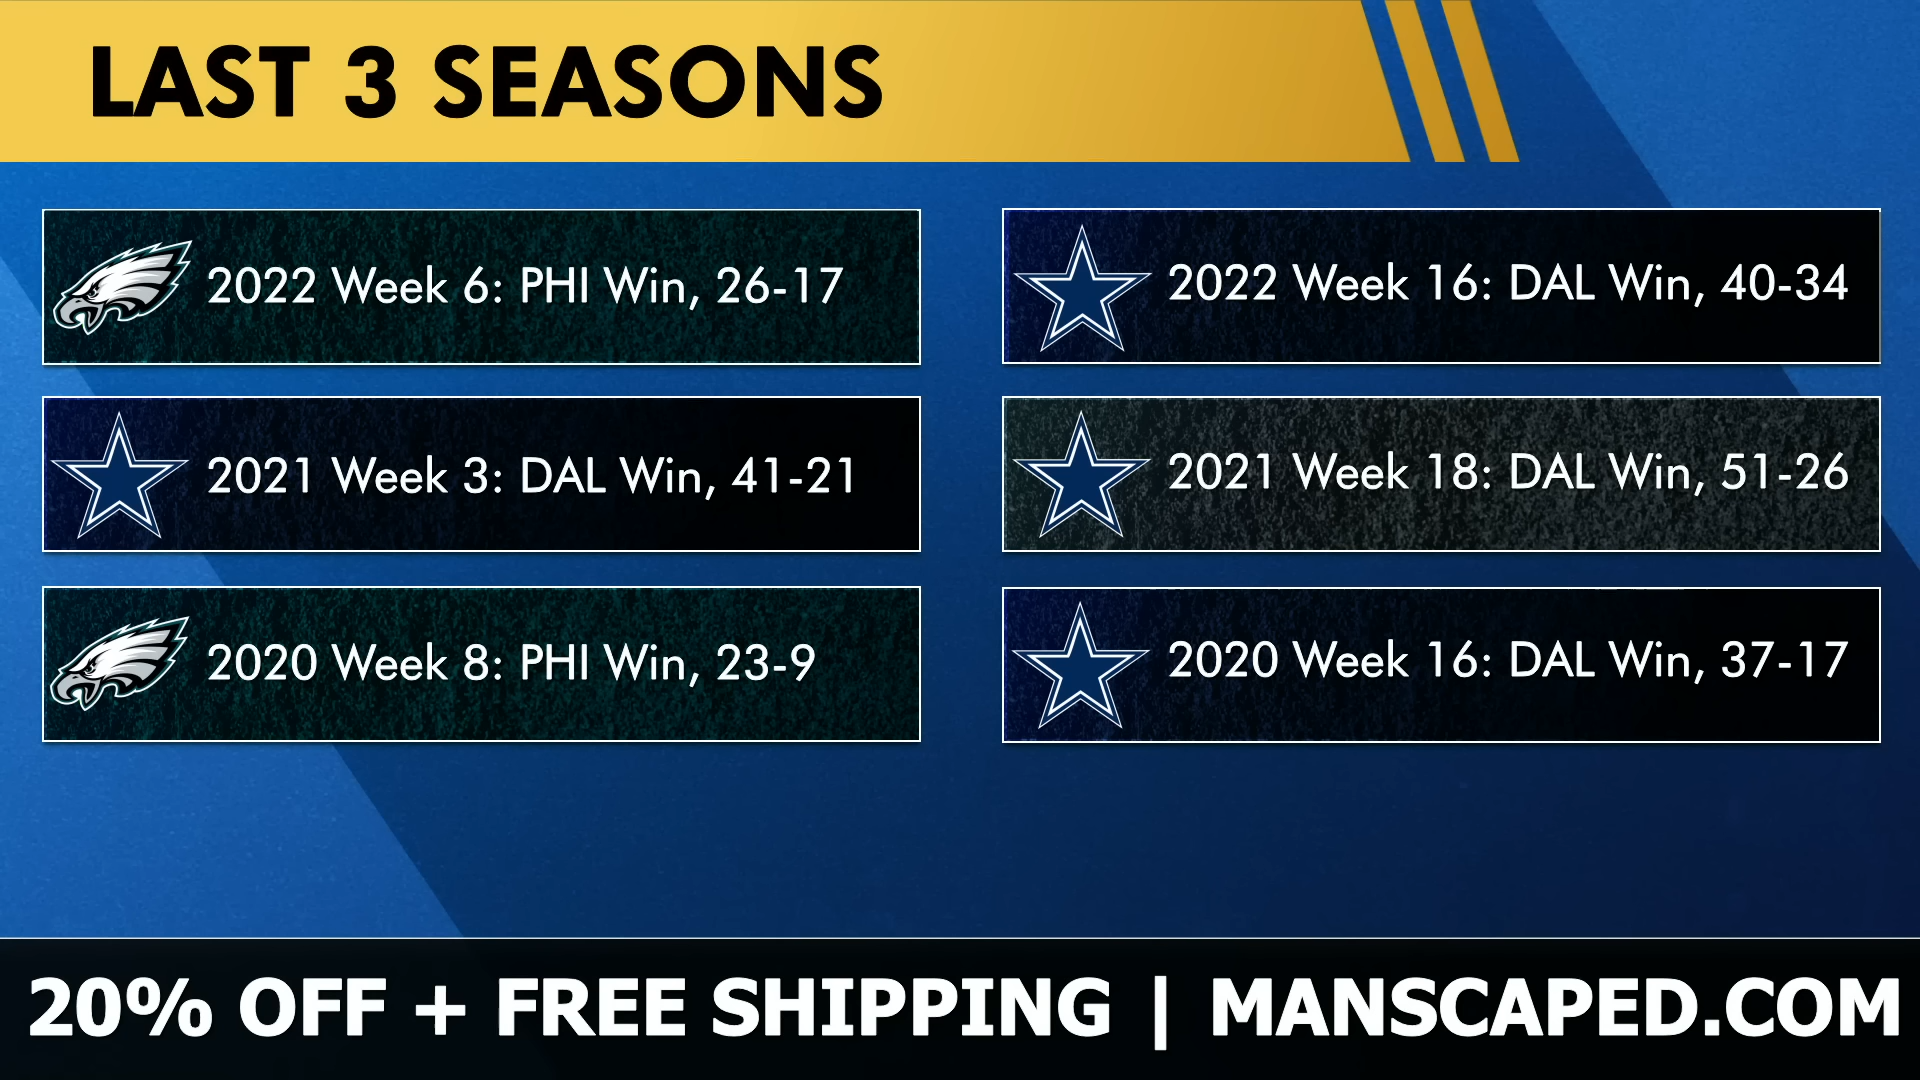 LAST 3 SEASONS
2022 Week 6: PHI Win, 26-17
2022 Week 16: DAL Win, 40-34
2021 Week 3: DAL Win, 41-21
2021 Week 18: DAL Win, 51-26
2020 Week 8: PHI Win, 23-9
2020 Week 16: DAL Win, 37-17
20% OFF + FREE SHIPPING | MANSCAPED.COM